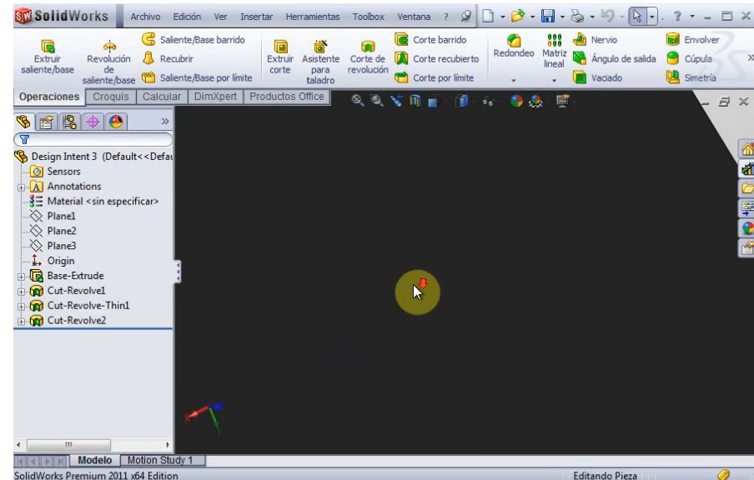 SolidWorks Archivo Edición Ver Insertar Herramientas Toolbox Ventana ?
Extruir saliente/base
Revolución de saliente/base
Saliente/Base barrido
Recubrir
Saliente/Base por límite
Extruir corte
Asistente para taladro
Corte de revolución
Corte barrido
Corte recubierto
Corte por límite
Redondeo
Matriz lineal
Nervio
Ángulo de salida
Vaciado
Envolver
Cúpula
Simetría
Operaciones Croquis Calcular DimXpert Productos Office
Design Intent 3 (Default<<Defau
Sensors
Annotations
Material <sin especificar>
Plane1
Plane2
Plane3
Origin
Base-Extrude
Cut-Revolve1
Cut-Revolve-Thin1
Cut-Revolve2
Modelo Motion Study 1
SolidWorks Premium 2011 x64 Edition Editando Pieza